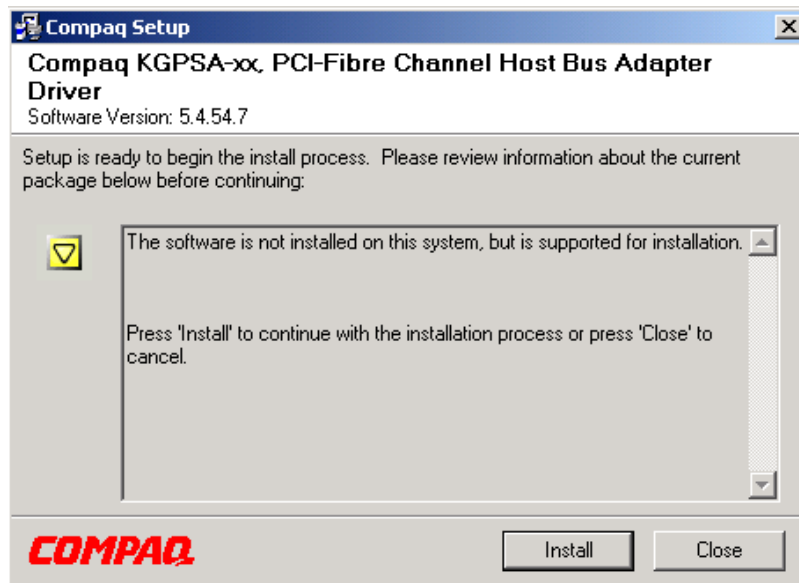 Compaq Setup
Compaq KGPSA-xx, PCI-Fibre Channel Host Bus Adapter
Driver
Software Version: 5.4.54.7
Setup is ready to begin the install process.  Please review information about the current
package below before continuing:
The software is not installed on this system, but is supported for installation.
Press 'Install' to continue with the installation process or press 'Close' to
cancel.
COMPAQ
Install
Close